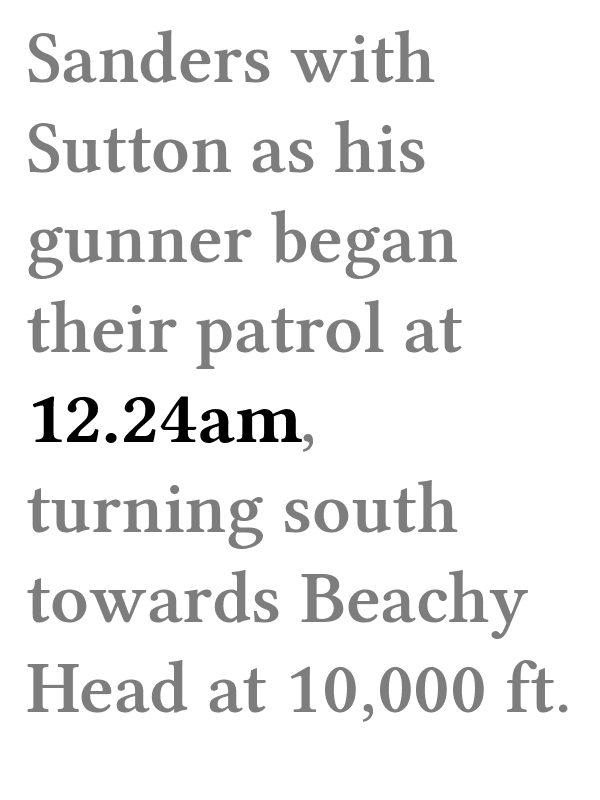 Sanders with
Sutton as his
gunner began
their patrol at
12.24am,
turning south
towards Beachy
Head at 10,000 ft.